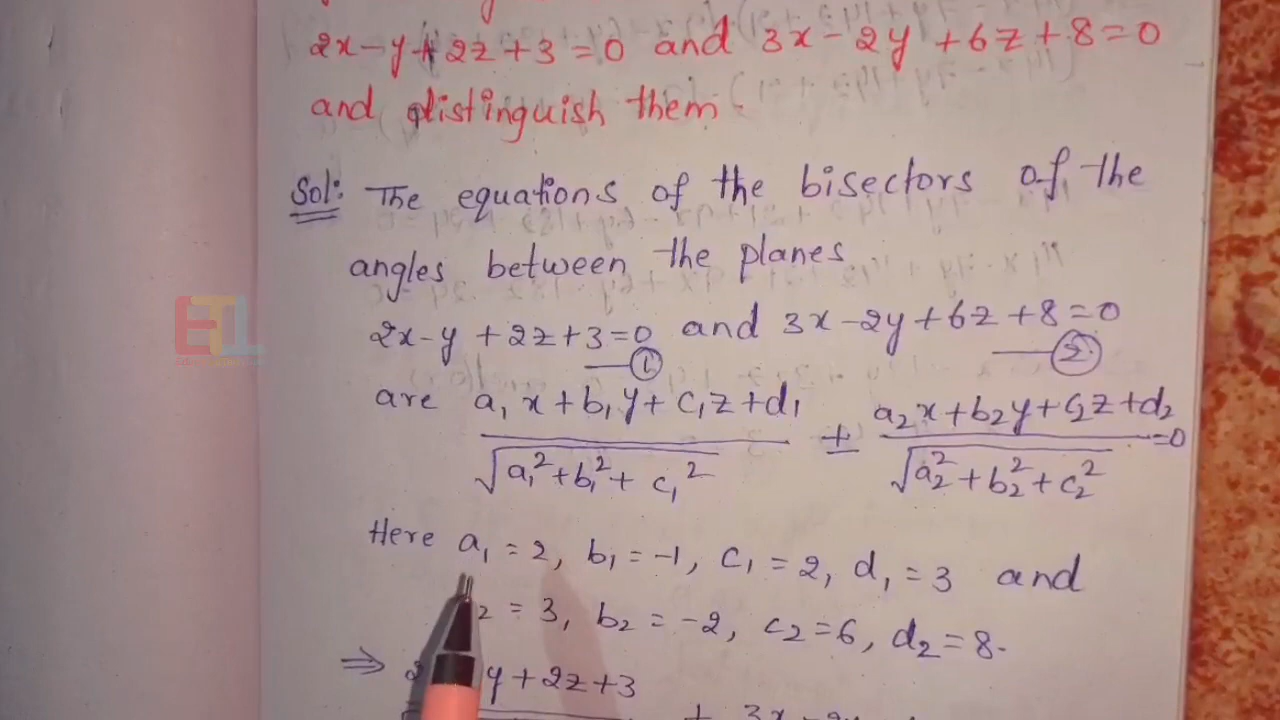 2x-y+2z+3=0 and 3x-2y+6z+8=0
and distinguish them.
Sol: The equations of the bisectors of the
angles between the planes
2x-y+2z+3=0 and 3x-2y+6z+8=0
—① —②
are a₁x+b₁y+c₁z+d₁ / √a₁²+b₁²+c₁² ± a₂x+b₂y+c₂z+d₂ / √a₂²+b₂²+c₂² =0
Here a₁=2, b₁=-1, c₁=2, d₁=3 and
₂=3, b₂=-2, c₂=6, d₂=8.
⇒ 2 y+2z+3
ETL